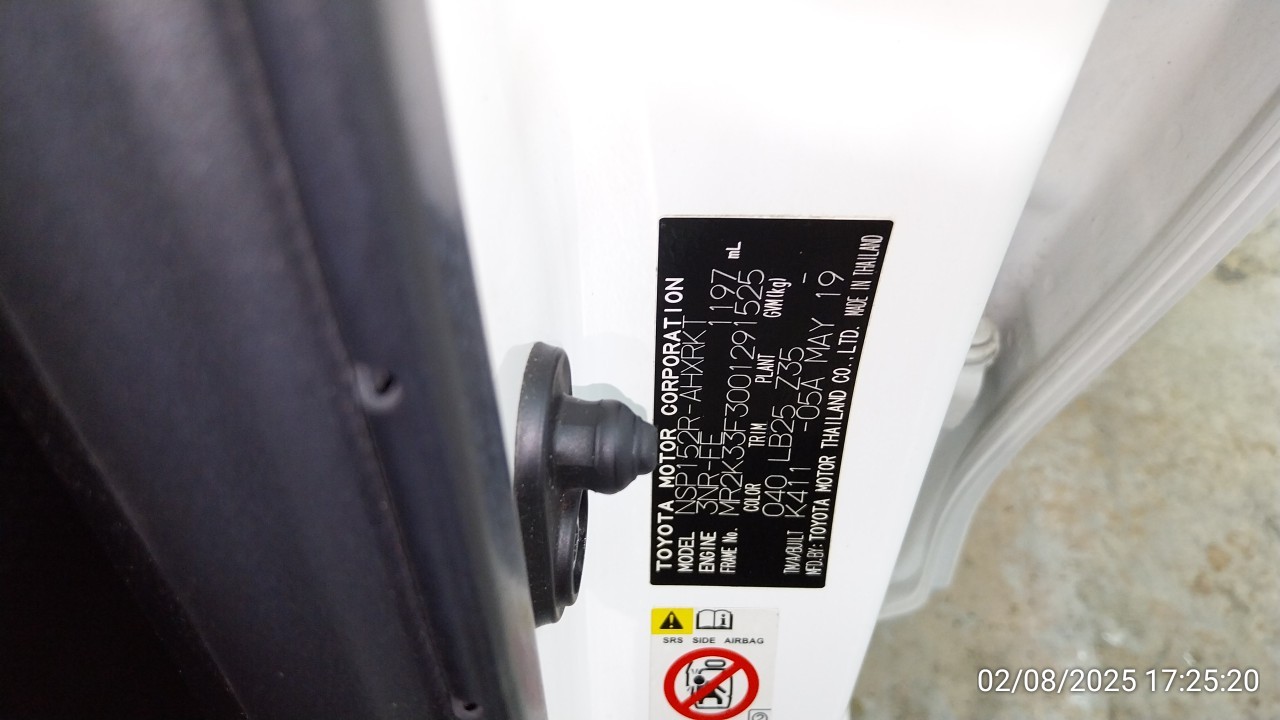 TOYOTA MOTOR CORPORATION
MODEL NSP152R-AHXRKT
ENGINE 3NR-FE 1197 mL
FRAME No. MR2K33F3001291525
COLOR TRIM PLANT GVM(kg)
040 LB25 Z35 -
TM/A/BUILT K411 -05A MAY 19
MFD.BY: TOYOTA MOTOR THAILAND CO.,LTD. MADE IN THAILAND
SRS SIDE AIRBAG
02/08/2025 17:25:20